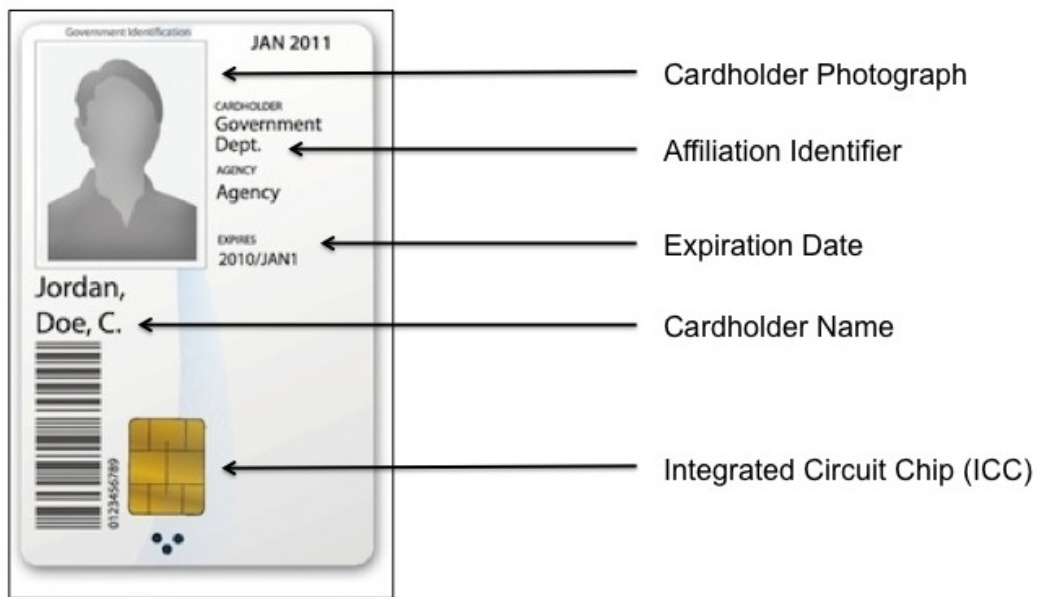 Government Identification
JAN 2011
Cardholder Photograph
CARDHOLDER
Government
Dept.
Affiliation Identifier
AGENCY
Agency
EXPIRES
2010/JAN1
Expiration Date
Jordan,
Doe, C.
Cardholder Name
0123456789
Integrated Circuit Chip (ICC)